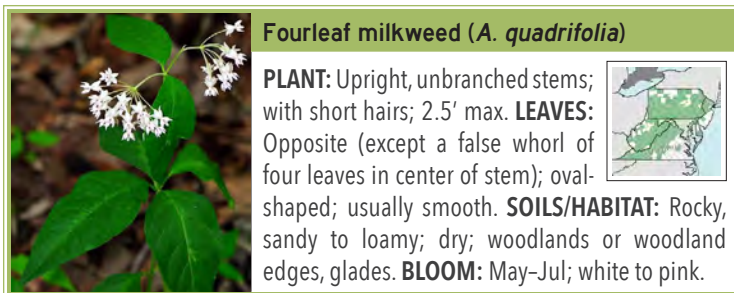 Fourleaf milkweed (A. quadrifolia)
PLANT: Upright, unbranched stems;
with short hairs; 2.5’ max. LEAVES:
Opposite (except a false whorl of
four leaves in center of stem); oval-
shaped; usually smooth. SOILS/HABITAT: Rocky,
sandy to loamy; dry; woodlands or woodland
edges, glades. BLOOM: May–Jul; white to pink.